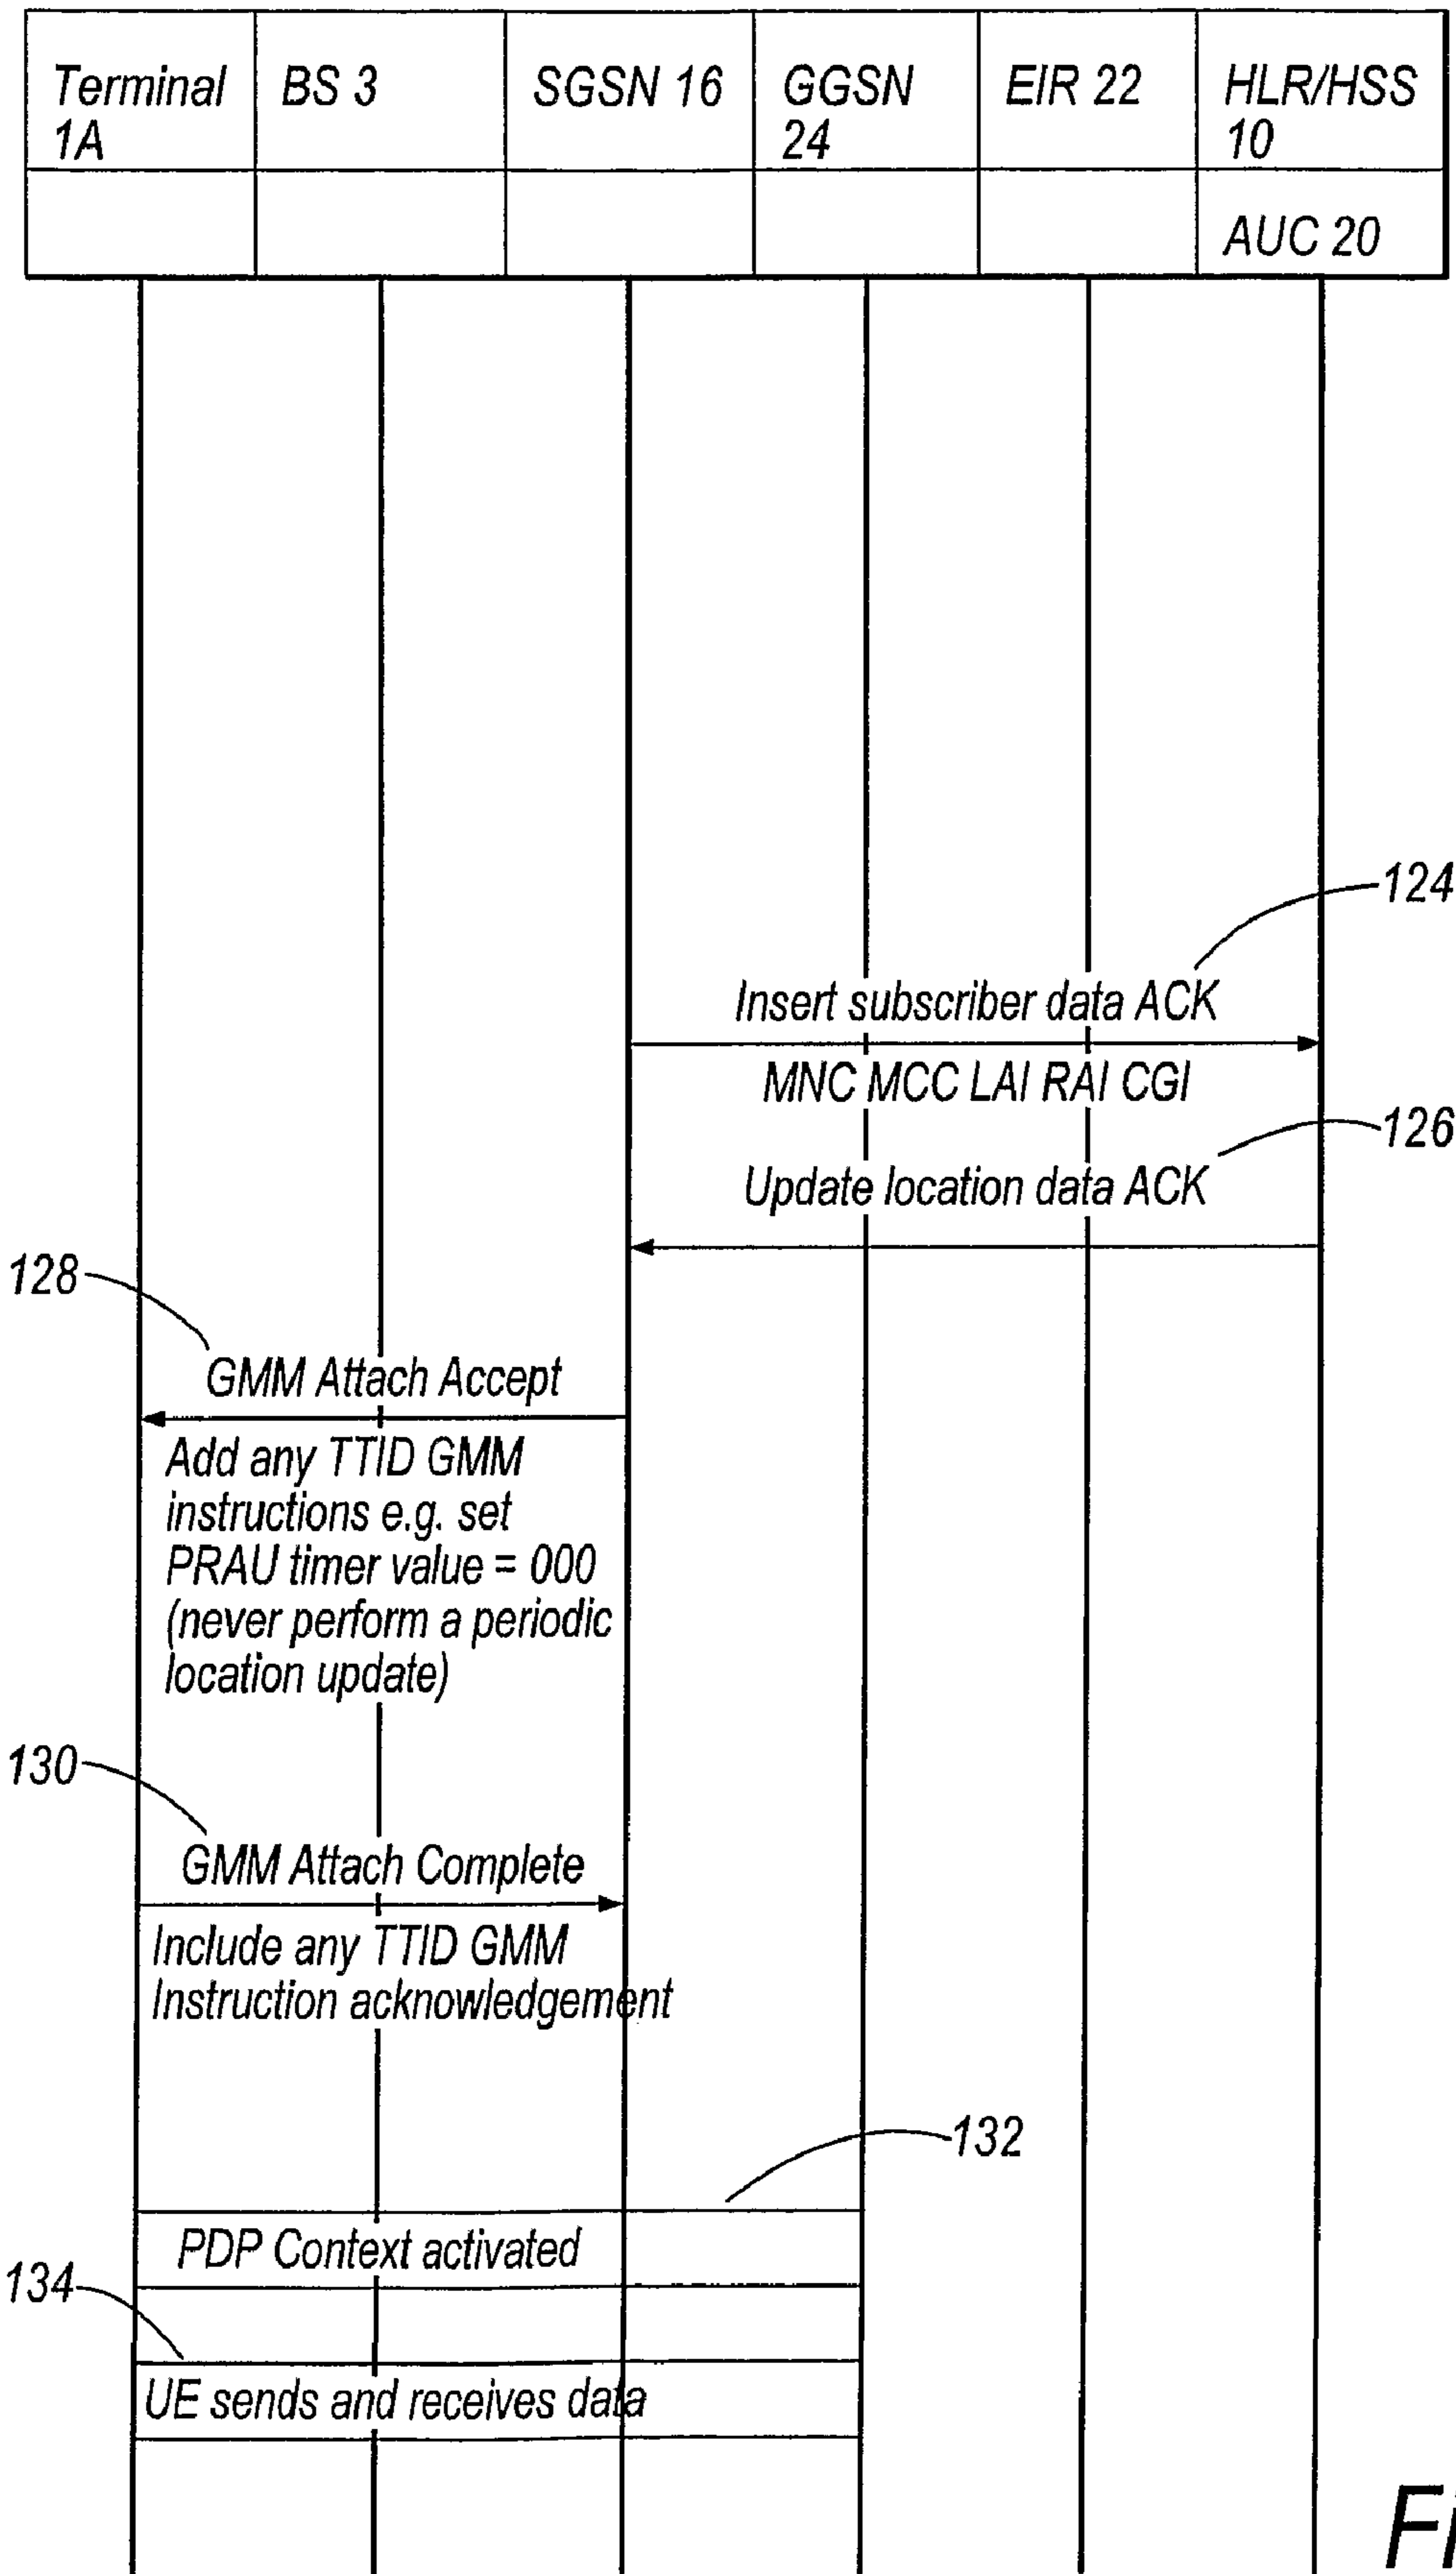 Terminal 1A
BS 3
SGSN 16
GGSN 24
EIR 22
HLR/HSS 10
AUC 20
124
Insert subscriber data ACK
MNC MCC LAI RAI CGI
126
Update location data ACK
128
GMM Attach Accept
Add any TTID GMM
instructions e.g. set
PRAU timer value = 000
(never perform a periodic
location update)
130
GMM Attach Complete
Include any TTID GMM
Instruction acknowledgement
132
PDP Context activated
134
UE sends and receives data